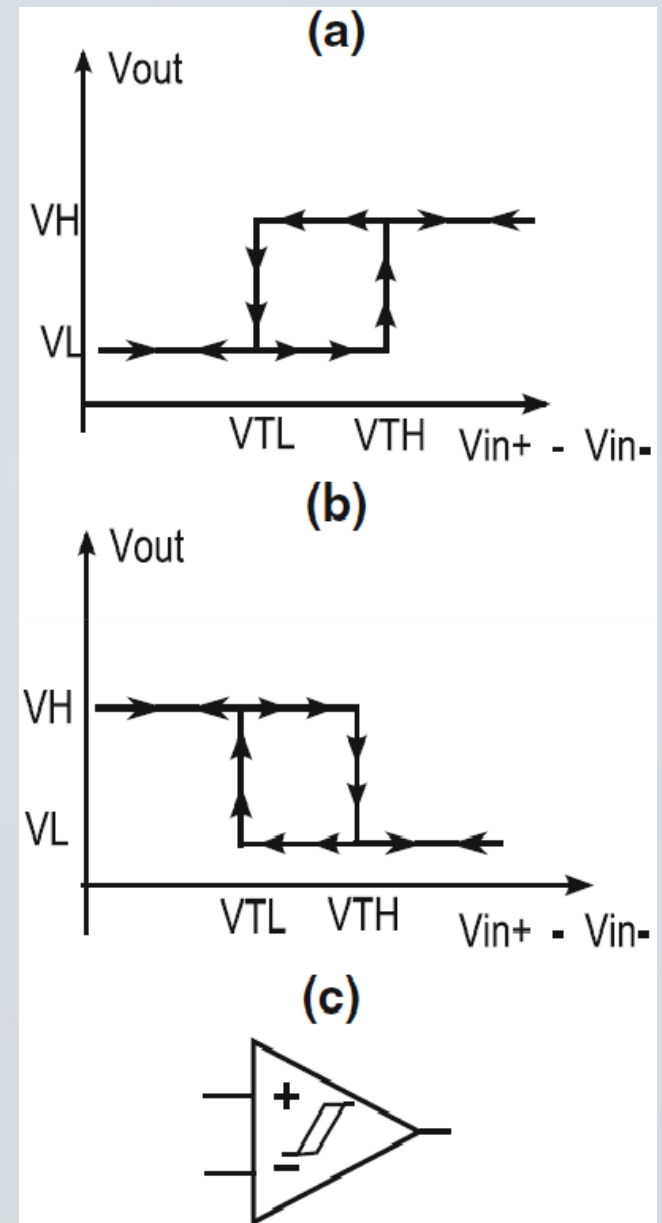 (a)
Vout
VH
VL
VTL VTH Vin+ - Vin-
(b)
Vout
VH
VL
VTL VTH Vin+ - Vin-
(c)
+
-